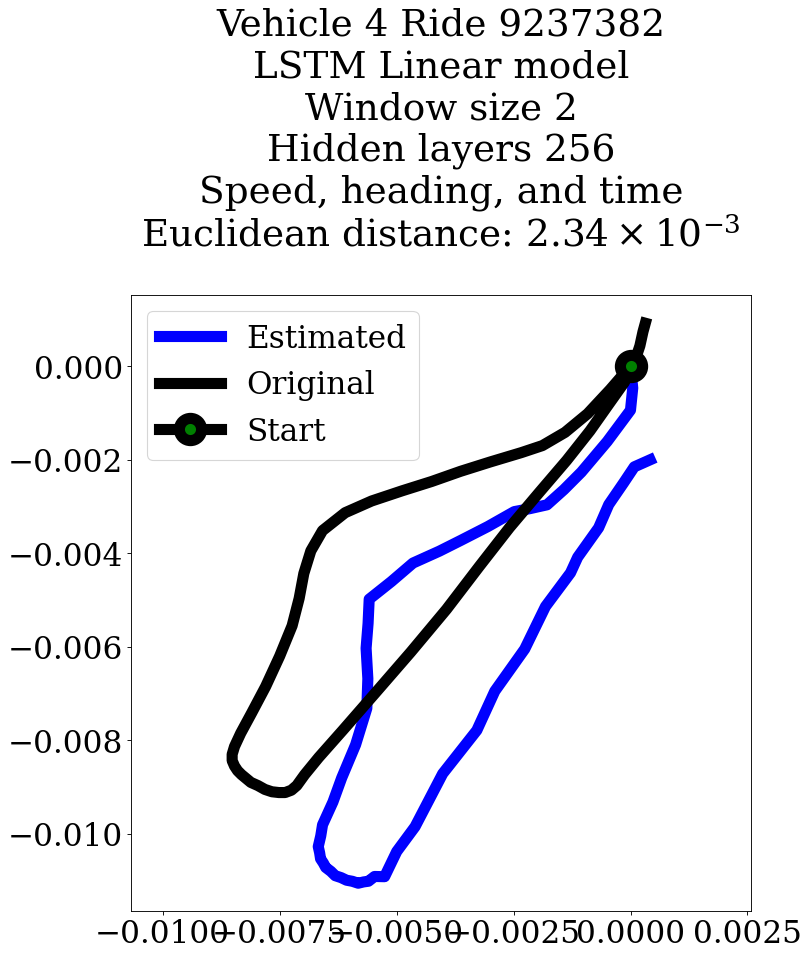 Vehicle 4 Ride 9237382
LSTM Linear model
Window size 2
Hidden layers 256
Speed, heading, and time
Euclidean distance: 2.34 × 10⁻³
Estimated
Original
Start
0.000
−0.002
−0.004
−0.006
−0.008
−0.010
−0.0100 −0.0075 −0.0050 −0.0025 0.0000 0.0025